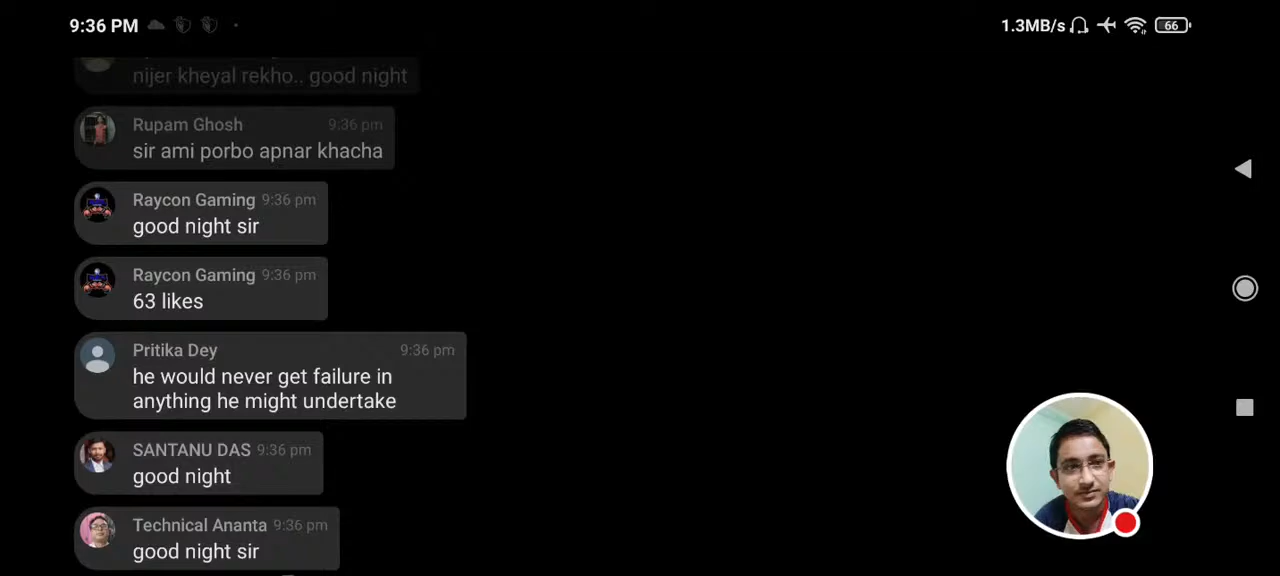 9:36 PM
1.3MB/s
66
nijer kheyal rekho.. good night
Rupam Ghosh 9:36 pm
sir ami porbo apnar khacha
Raycon Gaming 9:36 pm
good night sir
Raycon Gaming 9:36 pm
63 likes
Pritika Dey 9:36 pm
he would never get failure in
anything he might undertake
SANTANU DAS 9:36 pm
good night
Technical Ananta 9:36 pm
good night sir